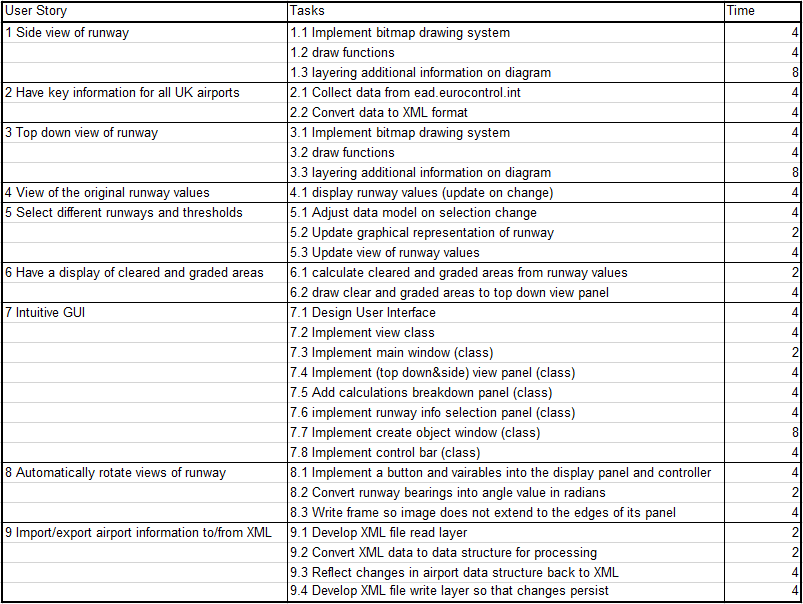 User Story Tasks Time
1 Side view of runway 1.1 Implement bitmap drawing system 4
1.2 draw functions 4
1.3 layering additional information on diagram 8
2 Have key information for all UK airports 2.1 Collect data from ead.eurocontrol.int 4
2.2 Convert data to XML format 4
3 Top down view of runway 3.1 Implement bitmap drawing system 4
3.2 draw functions 4
3.3 layering additional information on diagram 8
4 View of the original runway values 4.1 display runway values (update on change) 4
5 Select different runways and thresholds 5.1 Adjust data model on selection change 4
5.2 Update graphical representation of runway 2
5.3 Update view of runway values 4
6 Have a display of cleared and graded areas 6.1 calculate cleared and graded areas from runway values 2
6.2 draw clear and graded areas to top down view panel 4
7 Intuitive GUI 7.1 Design User Interface 4
7.2 Implement view class 4
7.3 Implement main window (class) 2
7.4 Implement (top down&side) view panel (class) 4
7.5 Add calculations breakdown panel (class) 4
7.6 implement runway info selection panel (class) 4
7.7 Implement create object window (class) 8
7.8 Implement control bar (class) 4
8 Automatically rotate views of runway 8.1 Implement a button and vairables into the display panel and controller 4
8.2 Convert runway bearings into angle value in radians 2
8.3 Write frame so image does not extend to the edges of its panel 4
9 Import/export airport information to/from XML 9.1 Develop XML file read layer 2
9.2 Convert XML data to data structure for processing 2
9.3 Reflect changes in airport data structure back to XML 4
9.4 Develop XML file write layer so that changes persist 4